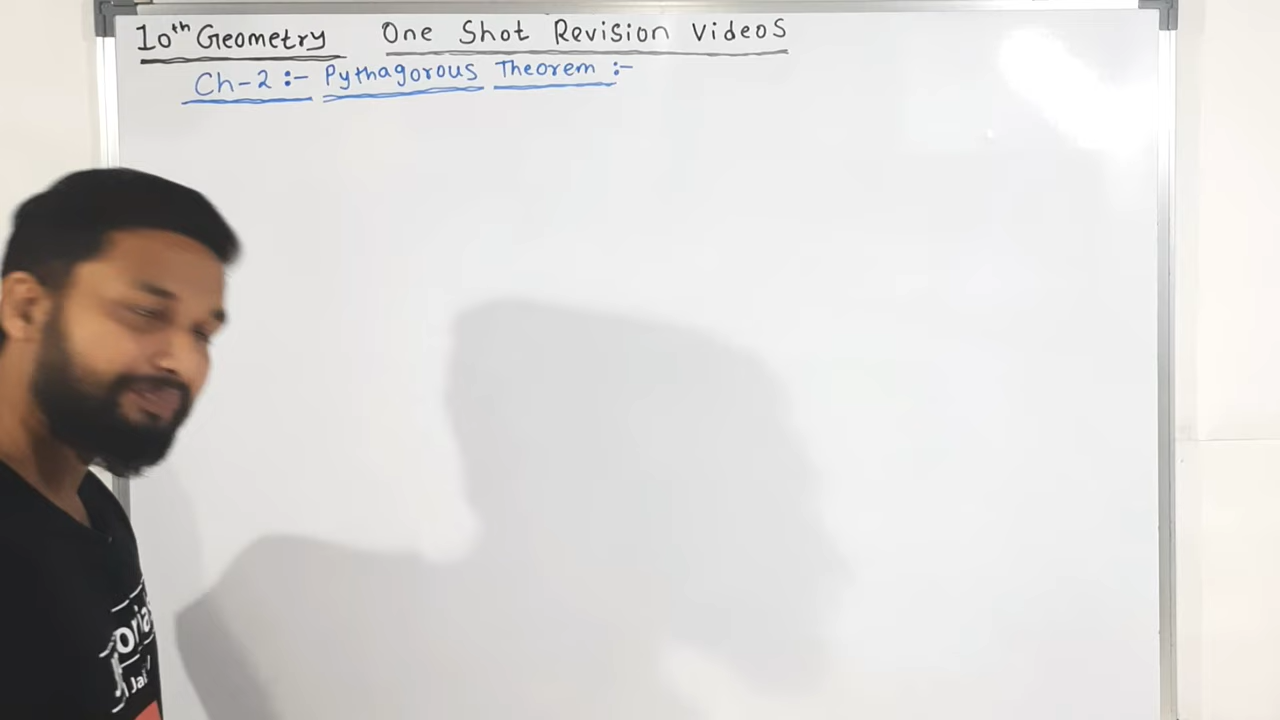 10th Geometry One Shot Revision Videos
Ch-2 :- Pythagorous Theorem :-